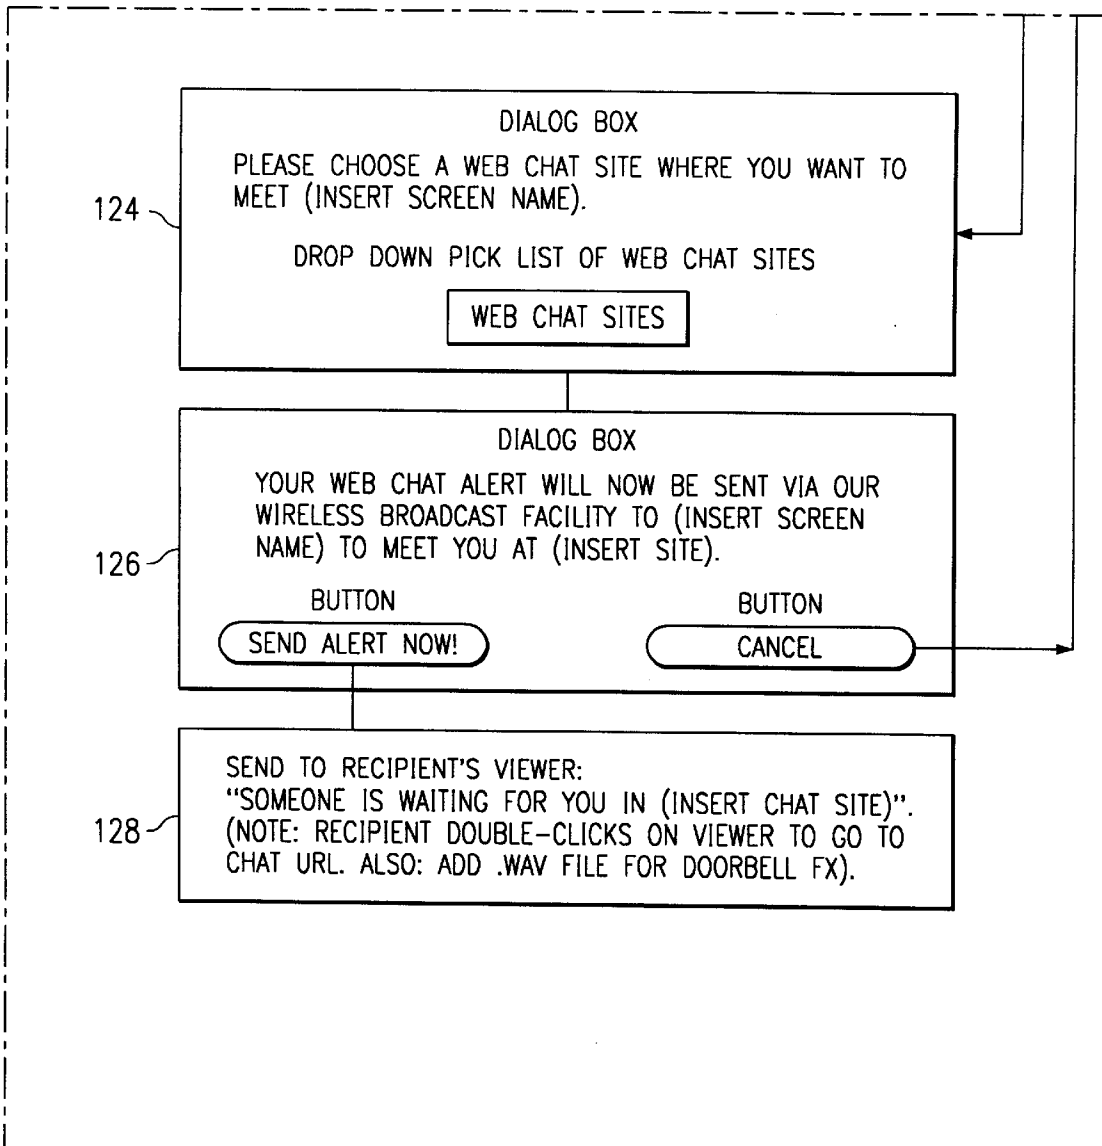 DIALOG BOX
PLEASE CHOOSE A WEB CHAT SITE WHERE YOU WANT TO
MEET (INSERT SCREEN NAME).
124
DROP DOWN PICK LIST OF WEB CHAT SITES
WEB CHAT SITES
DIALOG BOX
YOUR WEB CHAT ALERT WILL NOW BE SENT VIA OUR
WIRELESS BROADCAST FACILITY TO (INSERT SCREEN
NAME) TO MEET YOU AT (INSERT SITE).
126
BUTTON BUTTON
SEND ALERT NOW! CANCEL
SEND TO RECIPIENT'S VIEWER:
“SOMEONE IS WAITING FOR YOU IN (INSERT CHAT SITE)”.
128
(NOTE: RECIPIENT DOUBLE-CLICKS ON VIEWER TO GO TO
CHAT URL. ALSO: ADD .WAV FILE FOR DOORBELL FX).